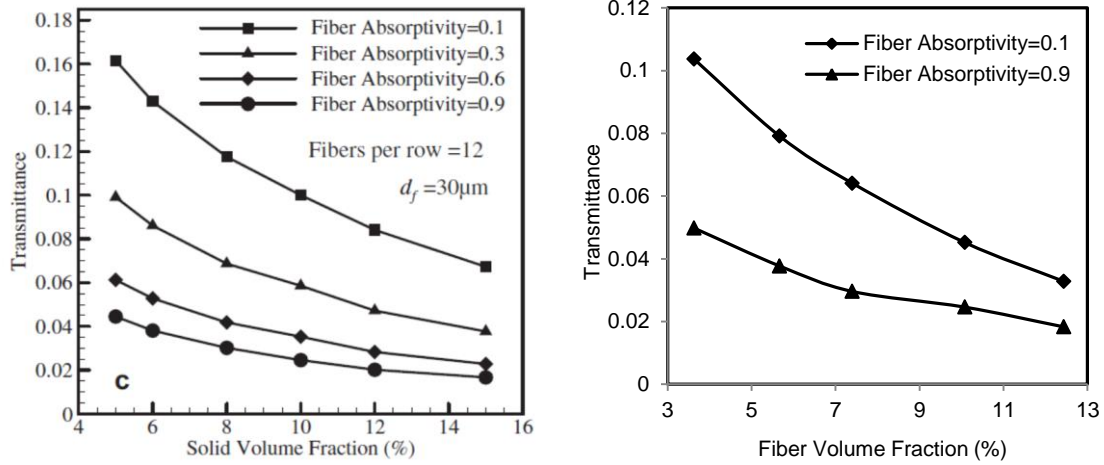 0.18
0.16
0.14
0.12
0.1
0.08
0.06
0.04
0.02
0
Transmittance
Fiber Absorptivity=0.1
Fiber Absorptivity=0.3
Fiber Absorptivity=0.6
Fiber Absorptivity=0.9
Fibers per row =12
d_f =30μm
C
4 6 8 10 12 14 16
Solid Volume Fraction (%)
0.12
0.1
0.08
0.06
0.04
0.02
0
Transmittance
Fiber Absorptivity=0.1
Fiber Absorptivity=0.9
3 5 7 9 11 13
Fiber Volume Fraction (%)